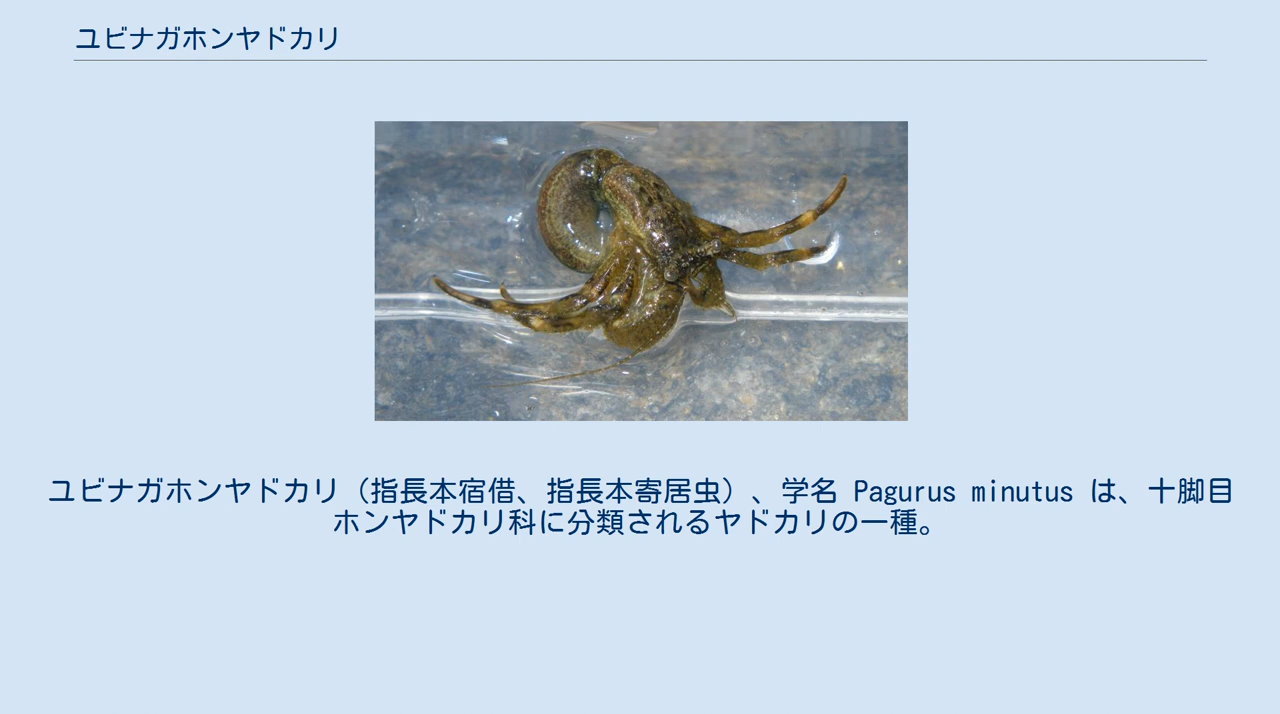 ユビナガホンヤドカリ
ユビナガホンヤドカリ（指長本宿借、指長本寄居虫）、学名 Pagurus minutus は、十脚目
ホンヤドカリ科に分類されるヤドカリの一種。